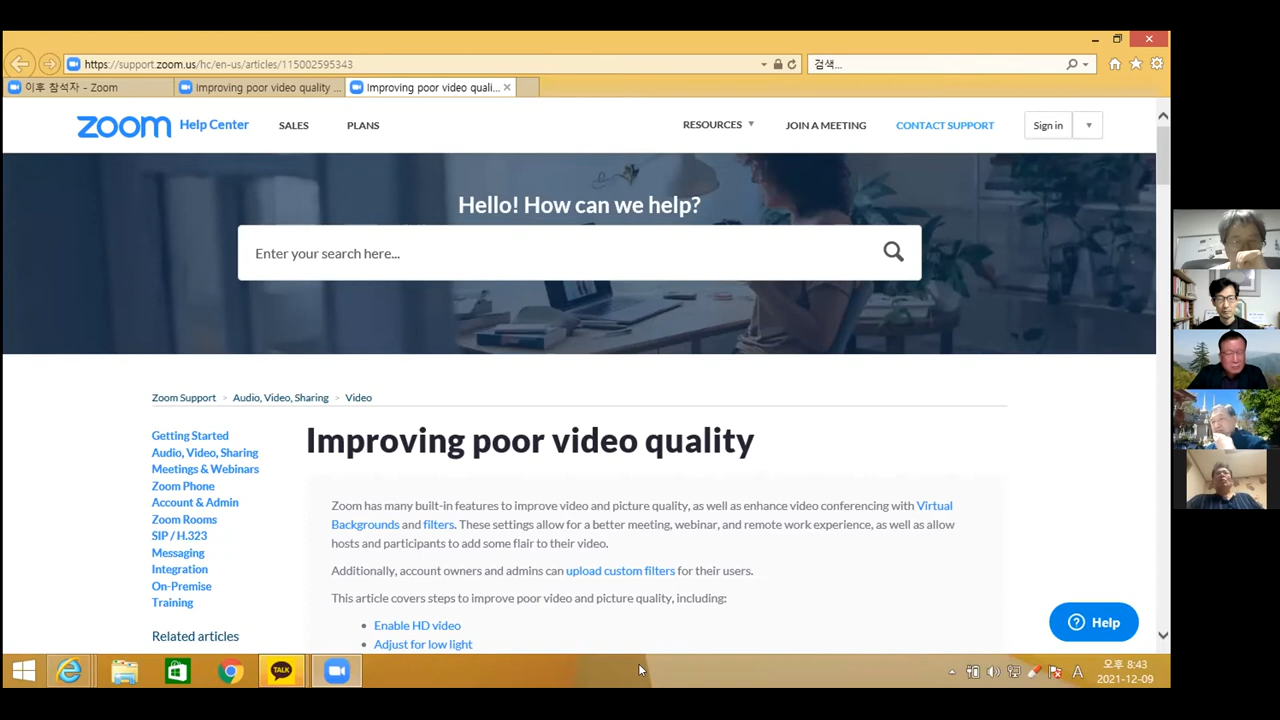 https://support.zoom.us/hc/en-us/articles/115002595343
검색...
이후 참석자 - Zoom
Improving poor video quality ...
Improving poor video quali...
zoom Help Center SALES PLANS RESOURCES JOIN A MEETING CONTACT SUPPORT Sign in
Hello! How can we help?
Enter your search here...
Zoom Support > Audio, Video, Sharing > Video
Getting Started
Audio, Video, Sharing
Meetings & Webinars
Zoom Phone
Account & Admin
Zoom Rooms
SIP / H.323
Messaging
Integration
On-Premise
Training
Related articles
Improving poor video quality
Zoom has many built-in features to improve video and picture quality, as well as enhance video conferencing with Virtual
Backgrounds and filters. These settings allow for a better meeting, webinar, and remote work experience, as well as allow
hosts and participants to add some flair to their video.
Additionally, account owners and admins can upload custom filters for their users.
This article covers steps to improve poor video and picture quality, including:
• Enable HD video
• Adjust for low light
? Help
TALK
A
오후 8:43
2021-12-09